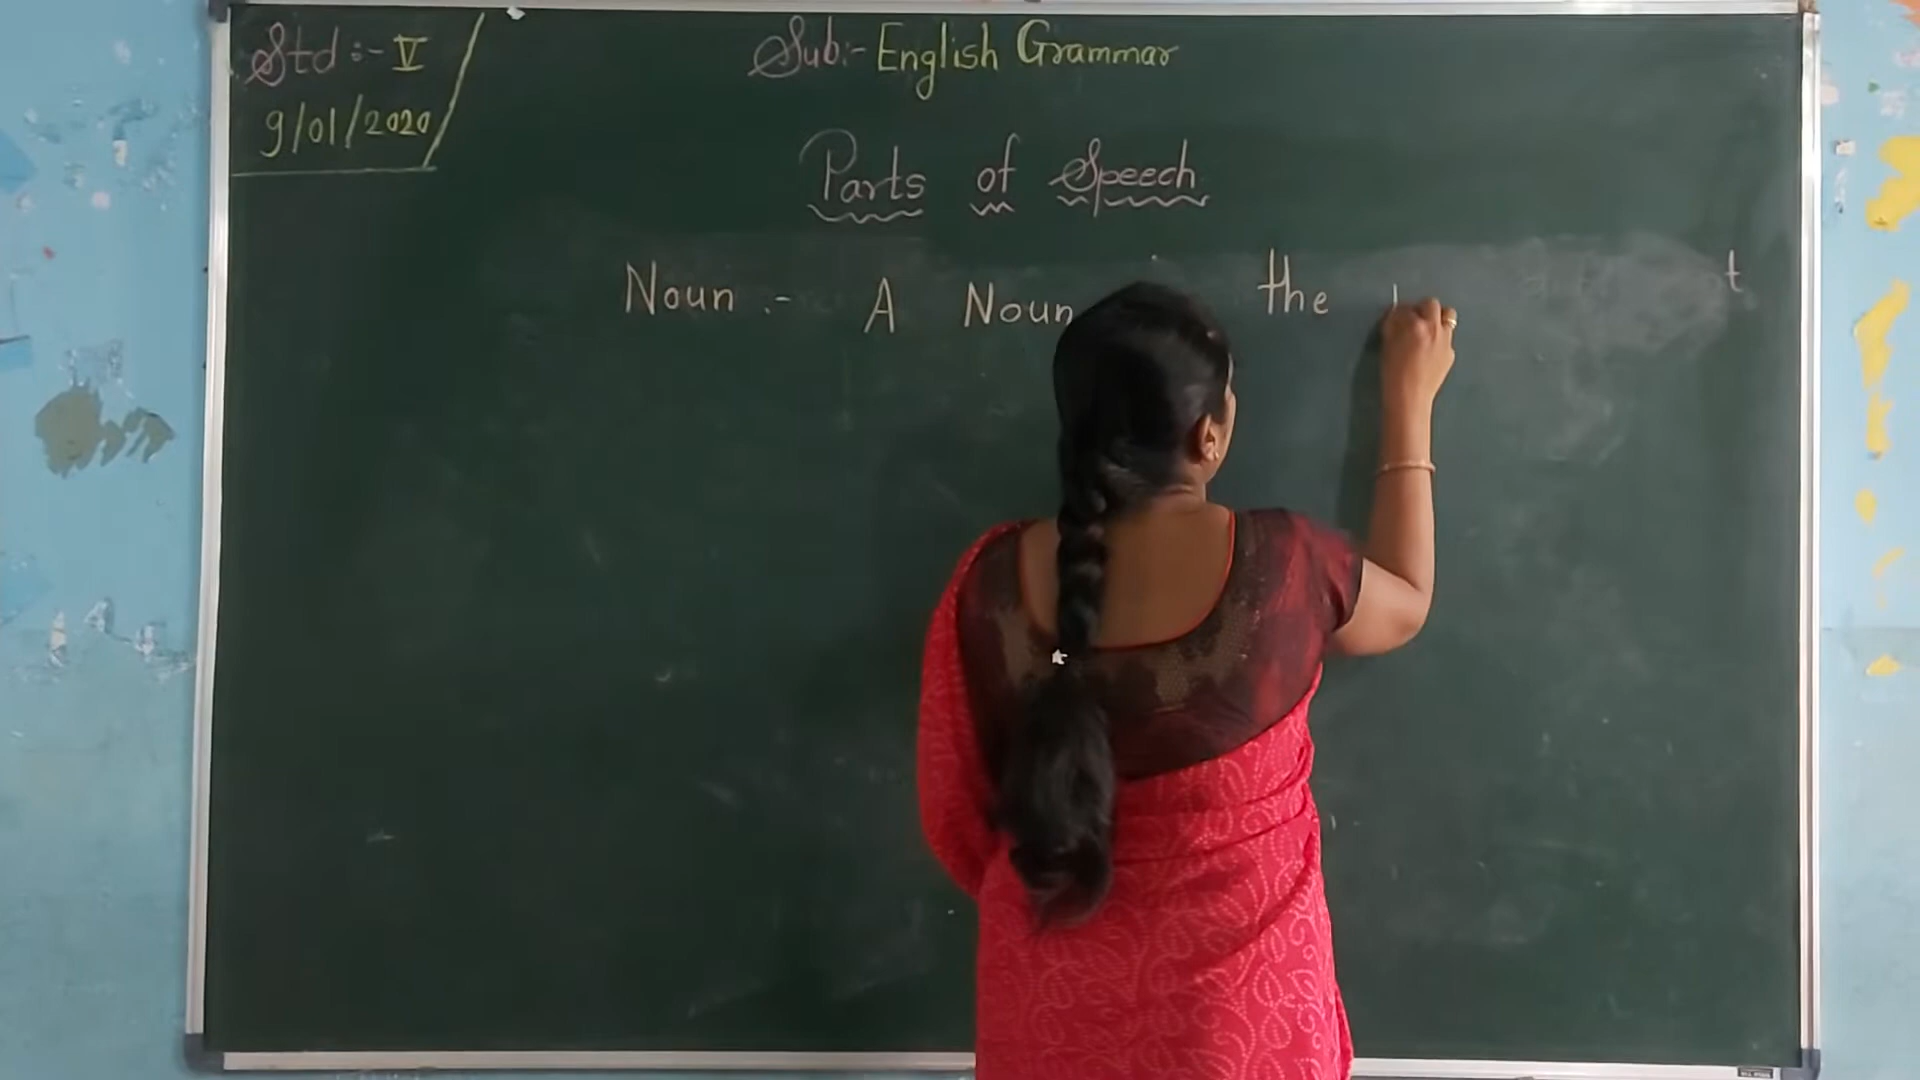 Std :- V
9/01/2020
Sub:- English Grammar
Parts of Speech
Noun :- A Noun the